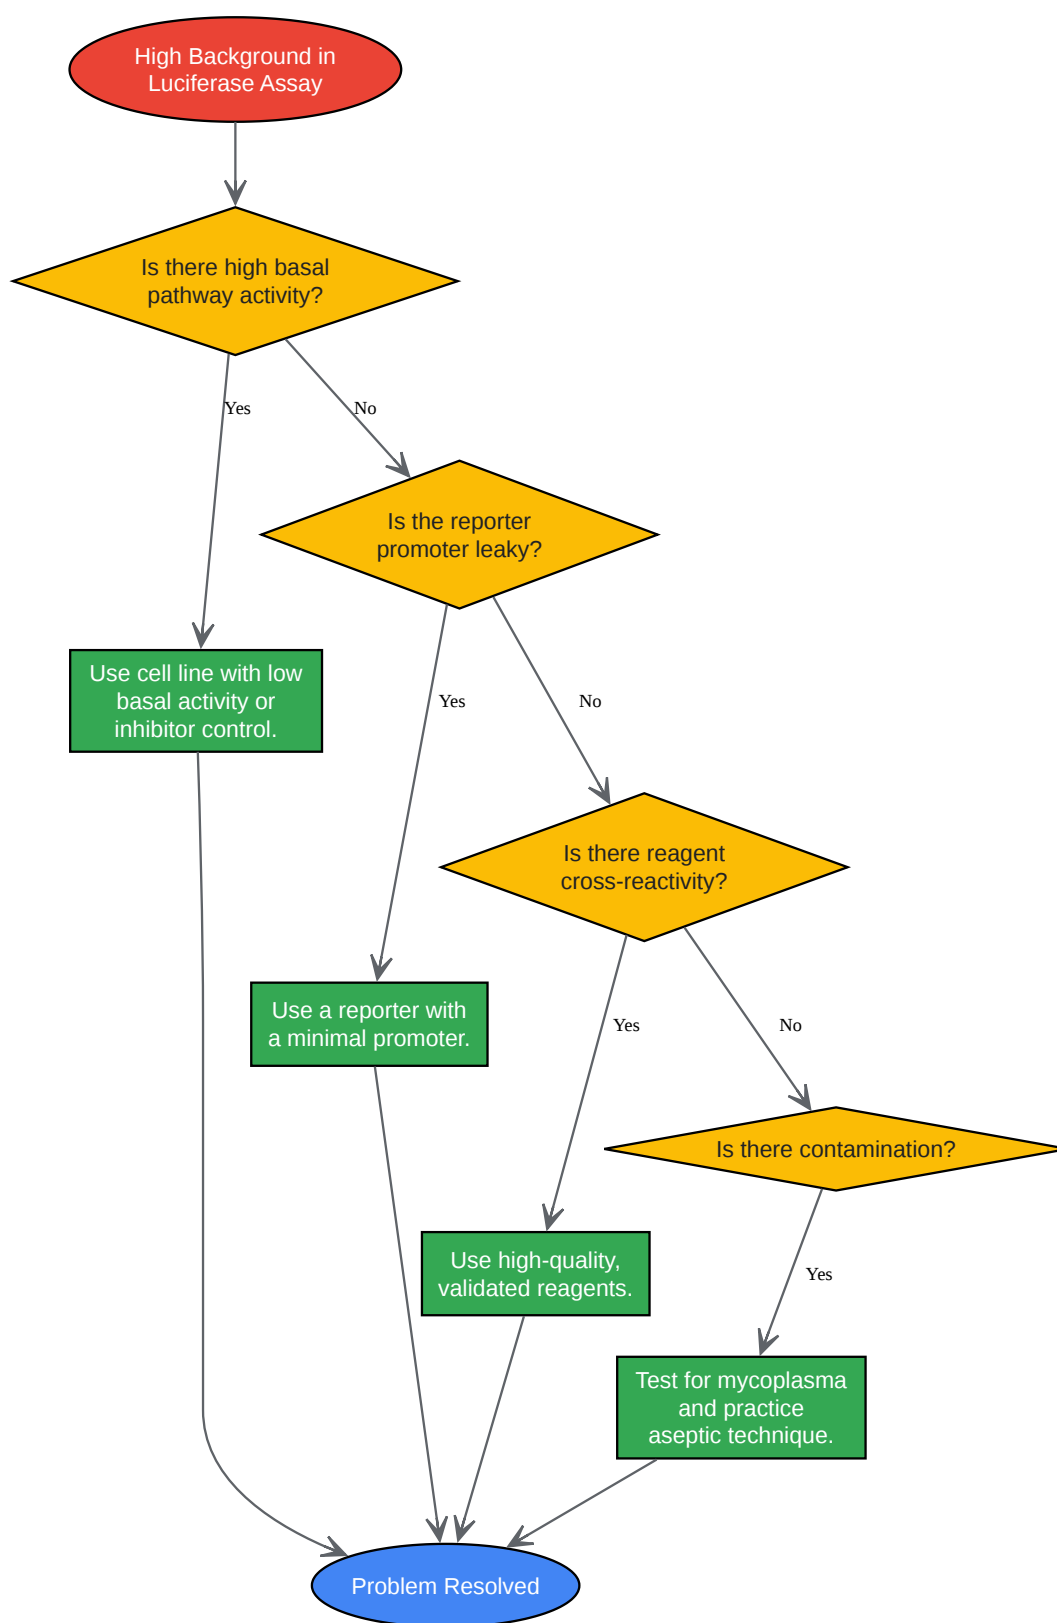 High Background in
Luciferase Assay
Is there high basal
pathway activity?
Yes
No
Is the reporter
promoter leaky?
Use cell line with low
basal activity or
inhibitor control.
Yes
No
Is there reagent
cross-reactivity?
Use a reporter with
a minimal promoter.
Yes
No
Is there contamination?
Use high-quality,
validated reagents.
Yes
Test for mycoplasma
and practice
aseptic technique.
Problem Resolved